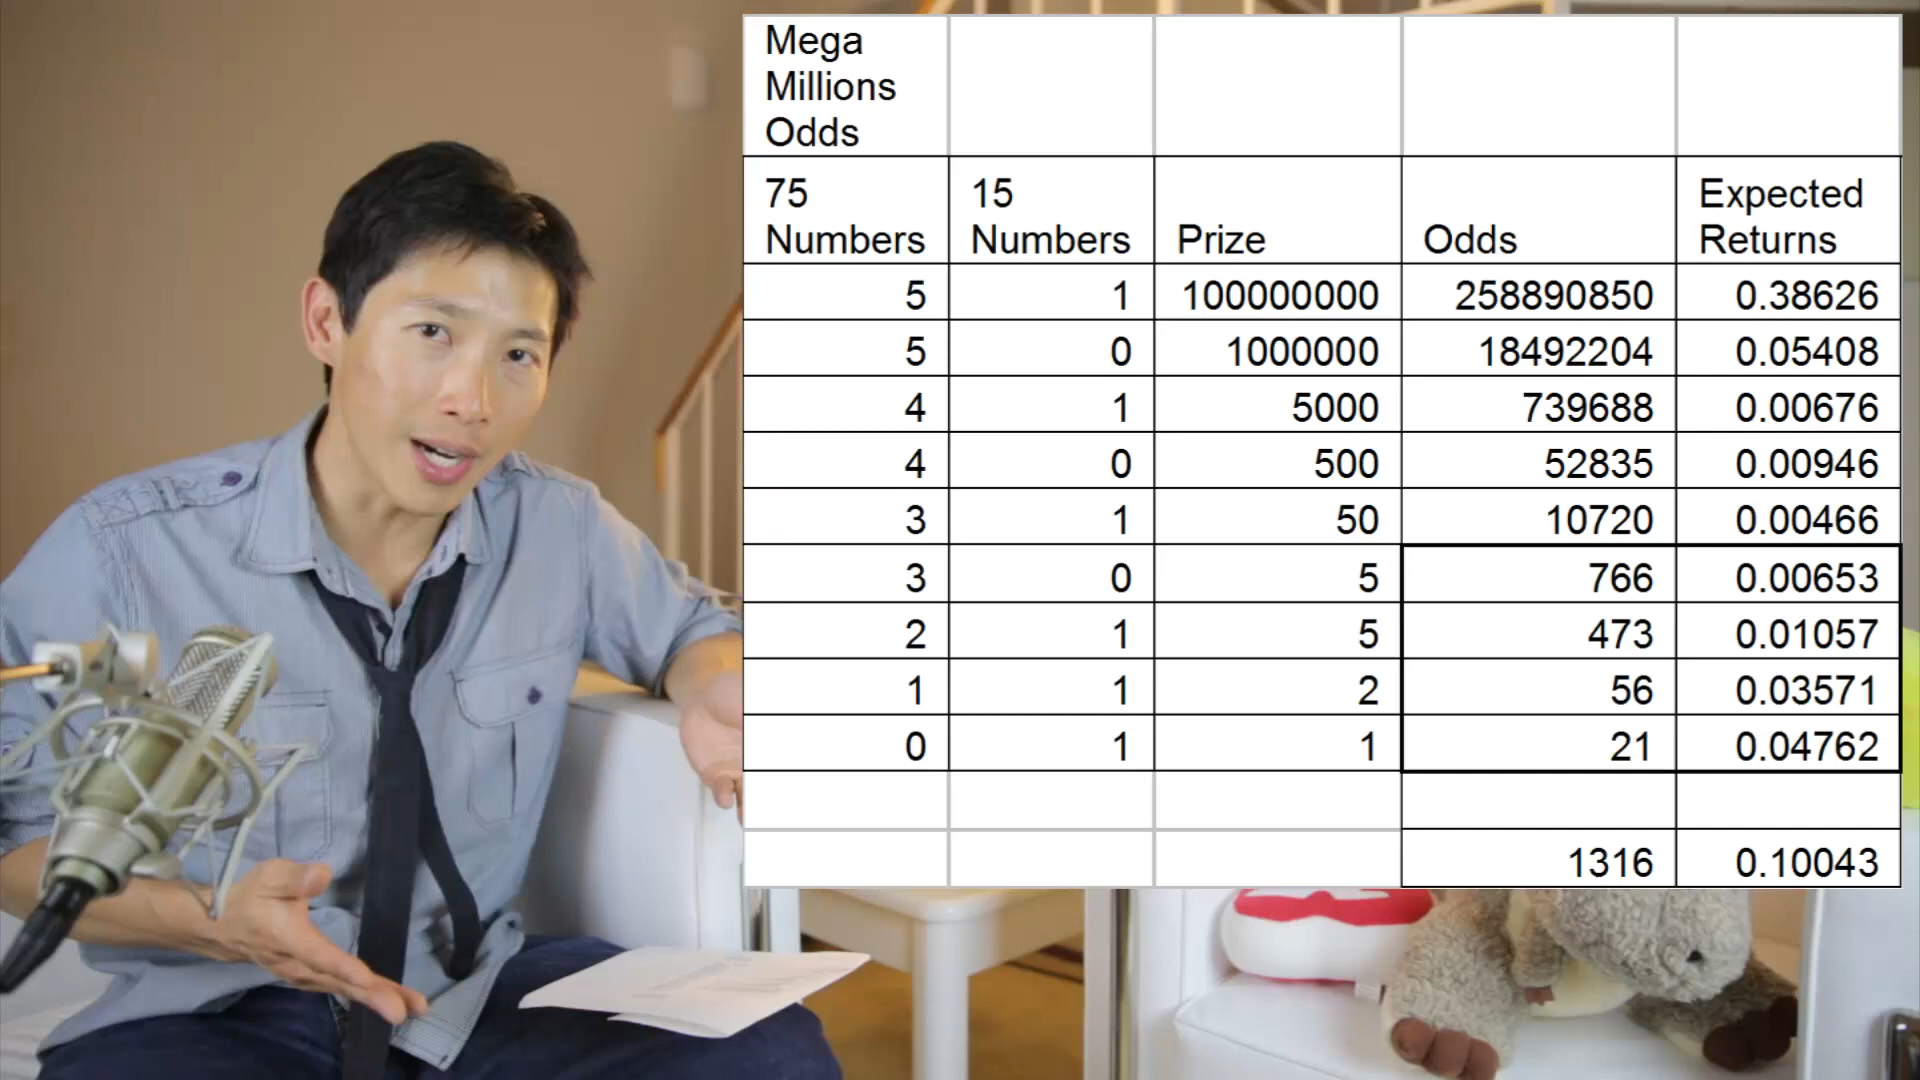 Mega
Millions
Odds
75
Numbers
15
Numbers
Prize
Odds
Expected
Returns
5 1 100000000 258890850 0.38626
5 0 1000000 18492204 0.05408
4 1 5000 739688 0.00676
4 0 500 52835 0.00946
3 1 50 10720 0.00466
3 0 5 766 0.00653
2 1 5 473 0.01057
1 1 2 56 0.03571
0 1 1 21 0.04762
1316 0.10043